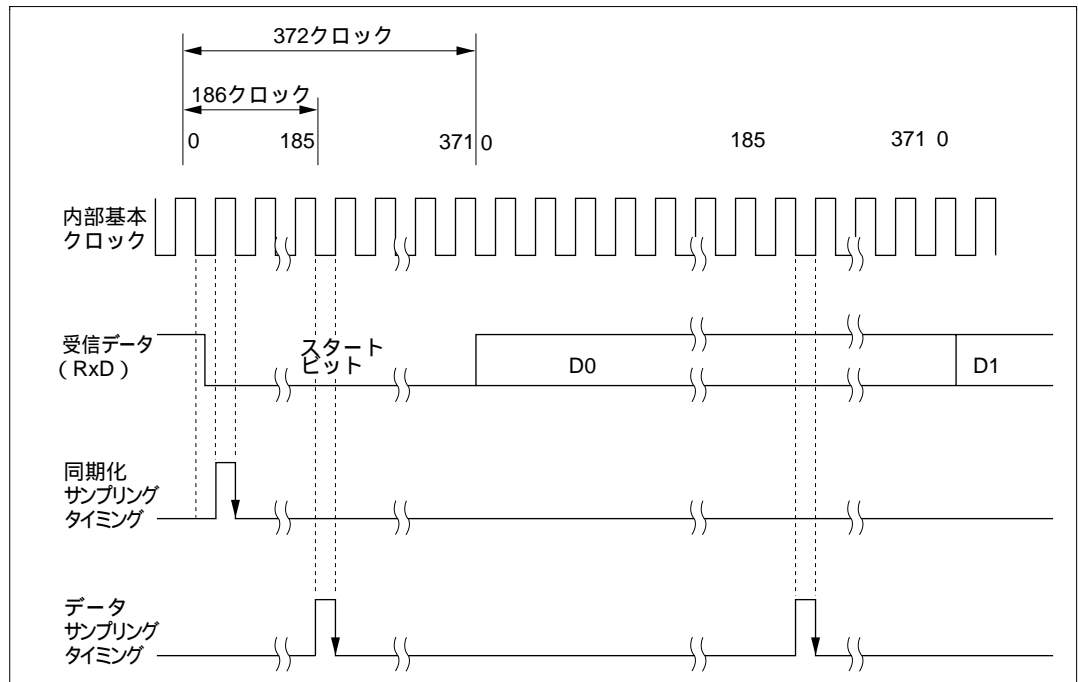 372クロック
186クロック
0 185 371 0 185 371 0
内部基本
クロック
受信データ
(RxD)
スタート
ビット
D0
D1
同期化
サンプリング
タイミング
データ
サンプリング
タイミング